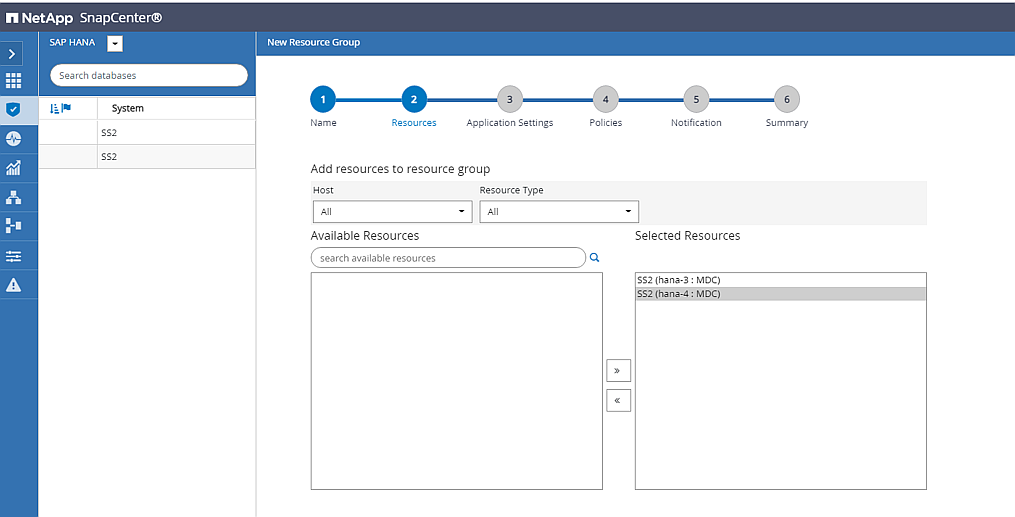 NetApp SnapCenter®
SAP HANA
New Resource Group
Search databases
System
SS2
SS2
1 2 3 4 5 6
Name Resources Application Settings Policies Notification Summary
Add resources to resource group
Host Resource Type
All All
Available Resources Selected Resources
search available resources
SS2 (hana-3 : MDC)
SS2 (hana-4 : MDC)
»
«